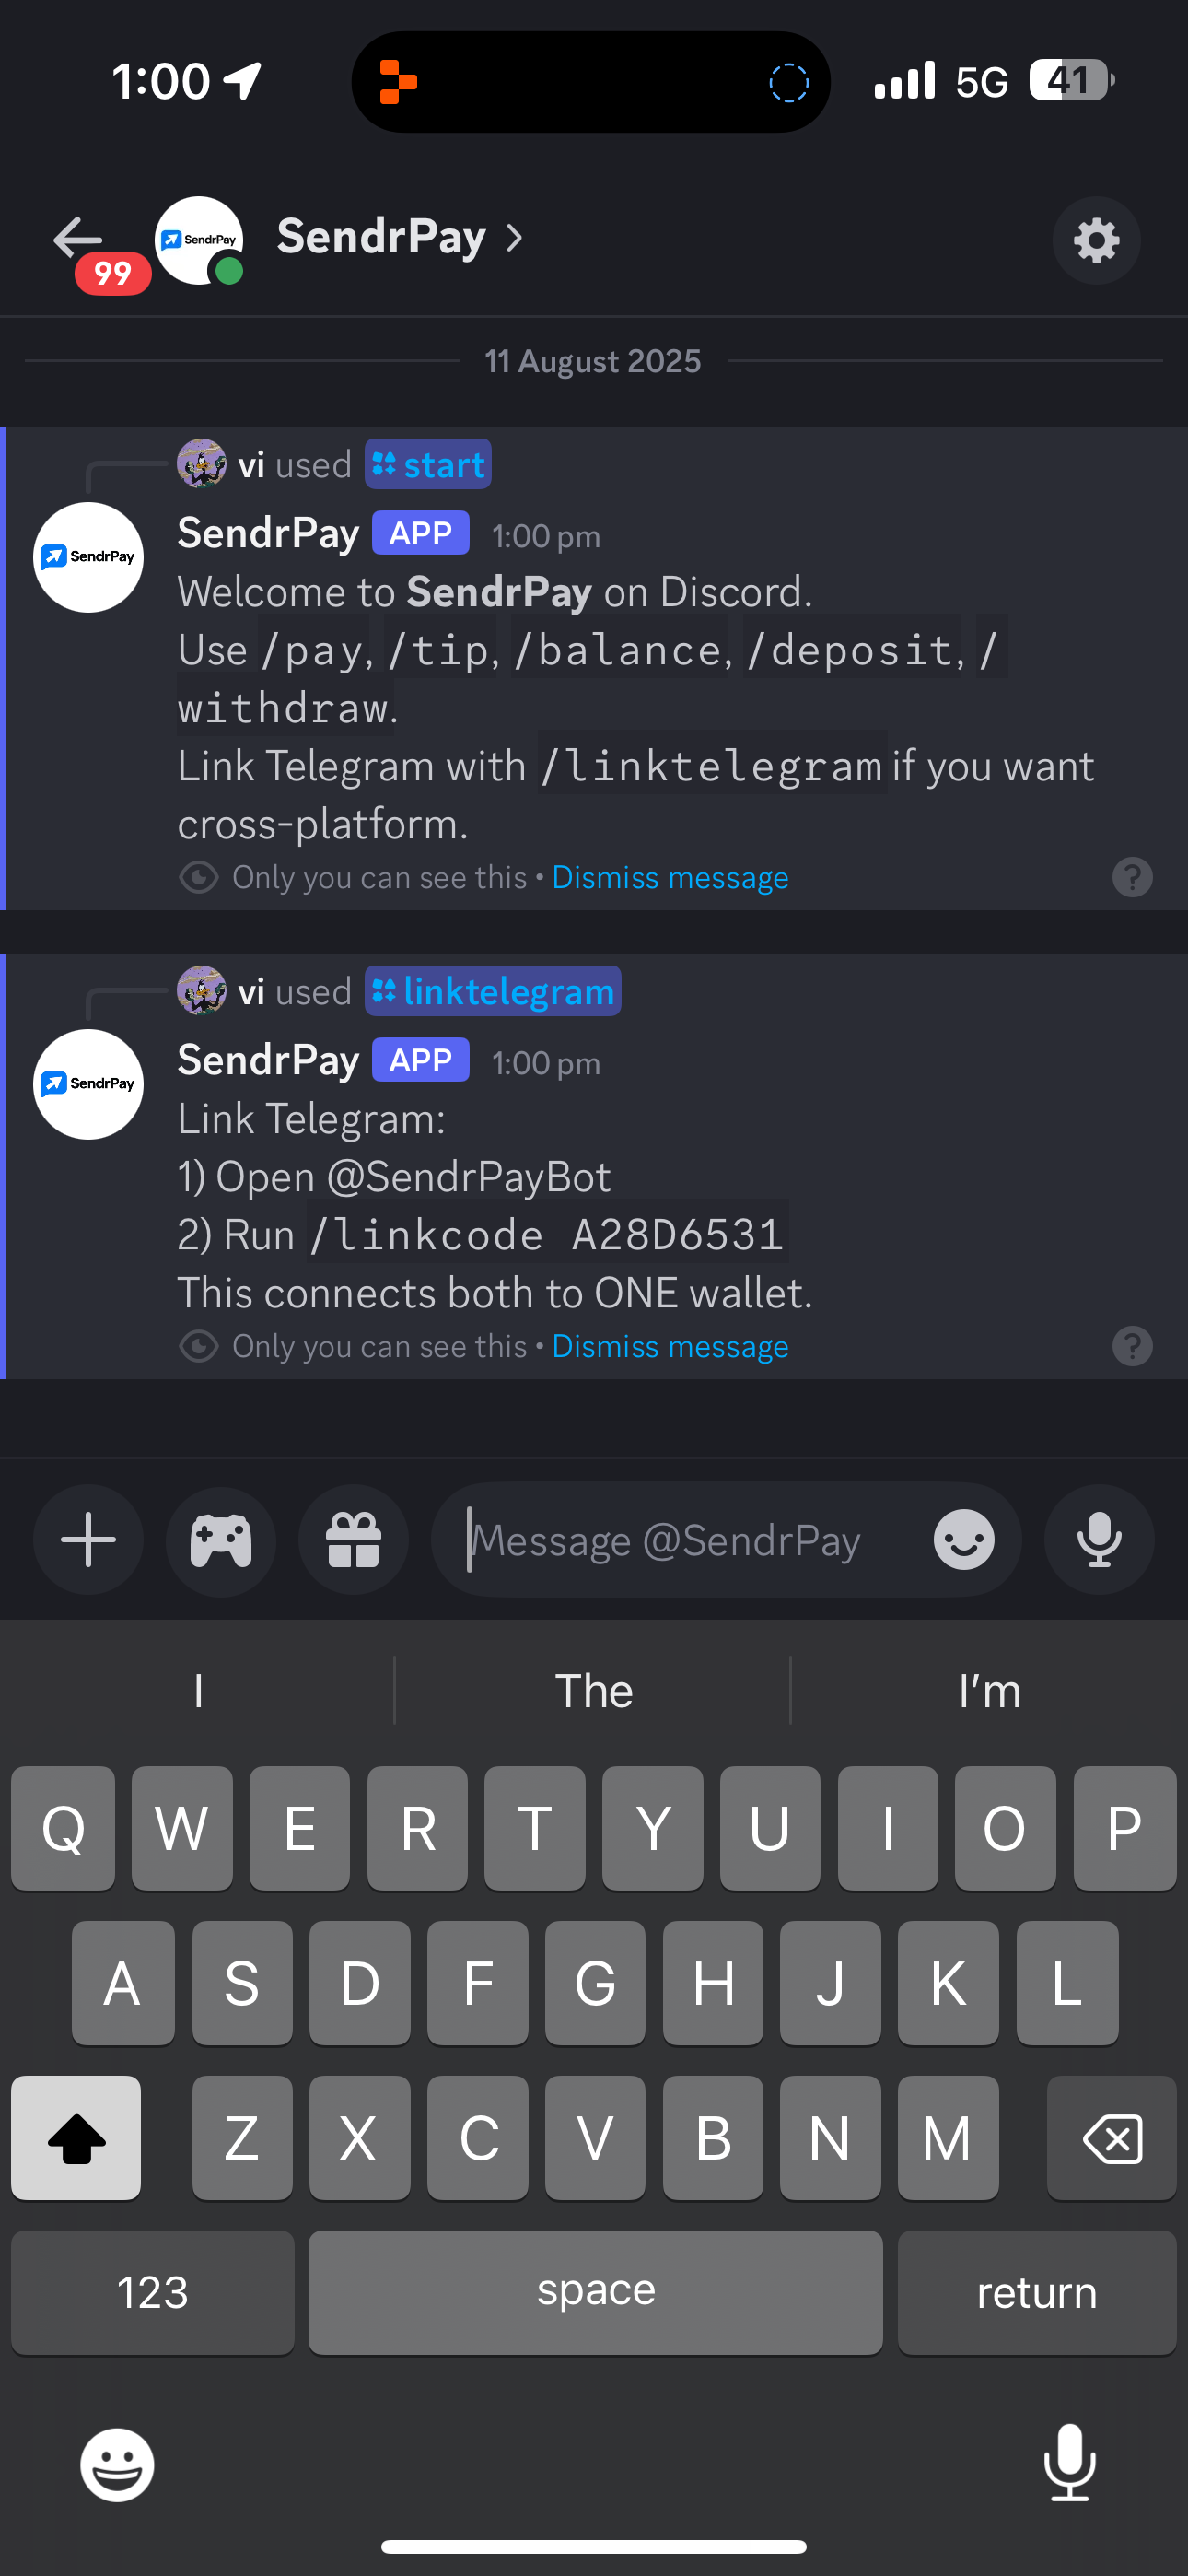 1:00
5G
41
99
SendrPay
SendrPay
11 August 2025
vi used start
SendrPay APP 1:00 pm
SendrPay
Welcome to SendrPay on Discord.
Use /pay, /tip, /balance, /deposit, /
withdraw.
Link Telegram with /linktelegram if you want
cross-platform.
Only you can see this • Dismiss message
?
vi used linktelegram
SendrPay APP 1:00 pm
SendrPay
Link Telegram:
1) Open @SendrPayBot
2) Run /linkcode A28D6531
This connects both to ONE wallet.
Only you can see this • Dismiss message
?
Message @SendrPay
I The I'm
Q W E R T Y U I O P
A S D F G H J K L
Z X C V B N M
123 space return